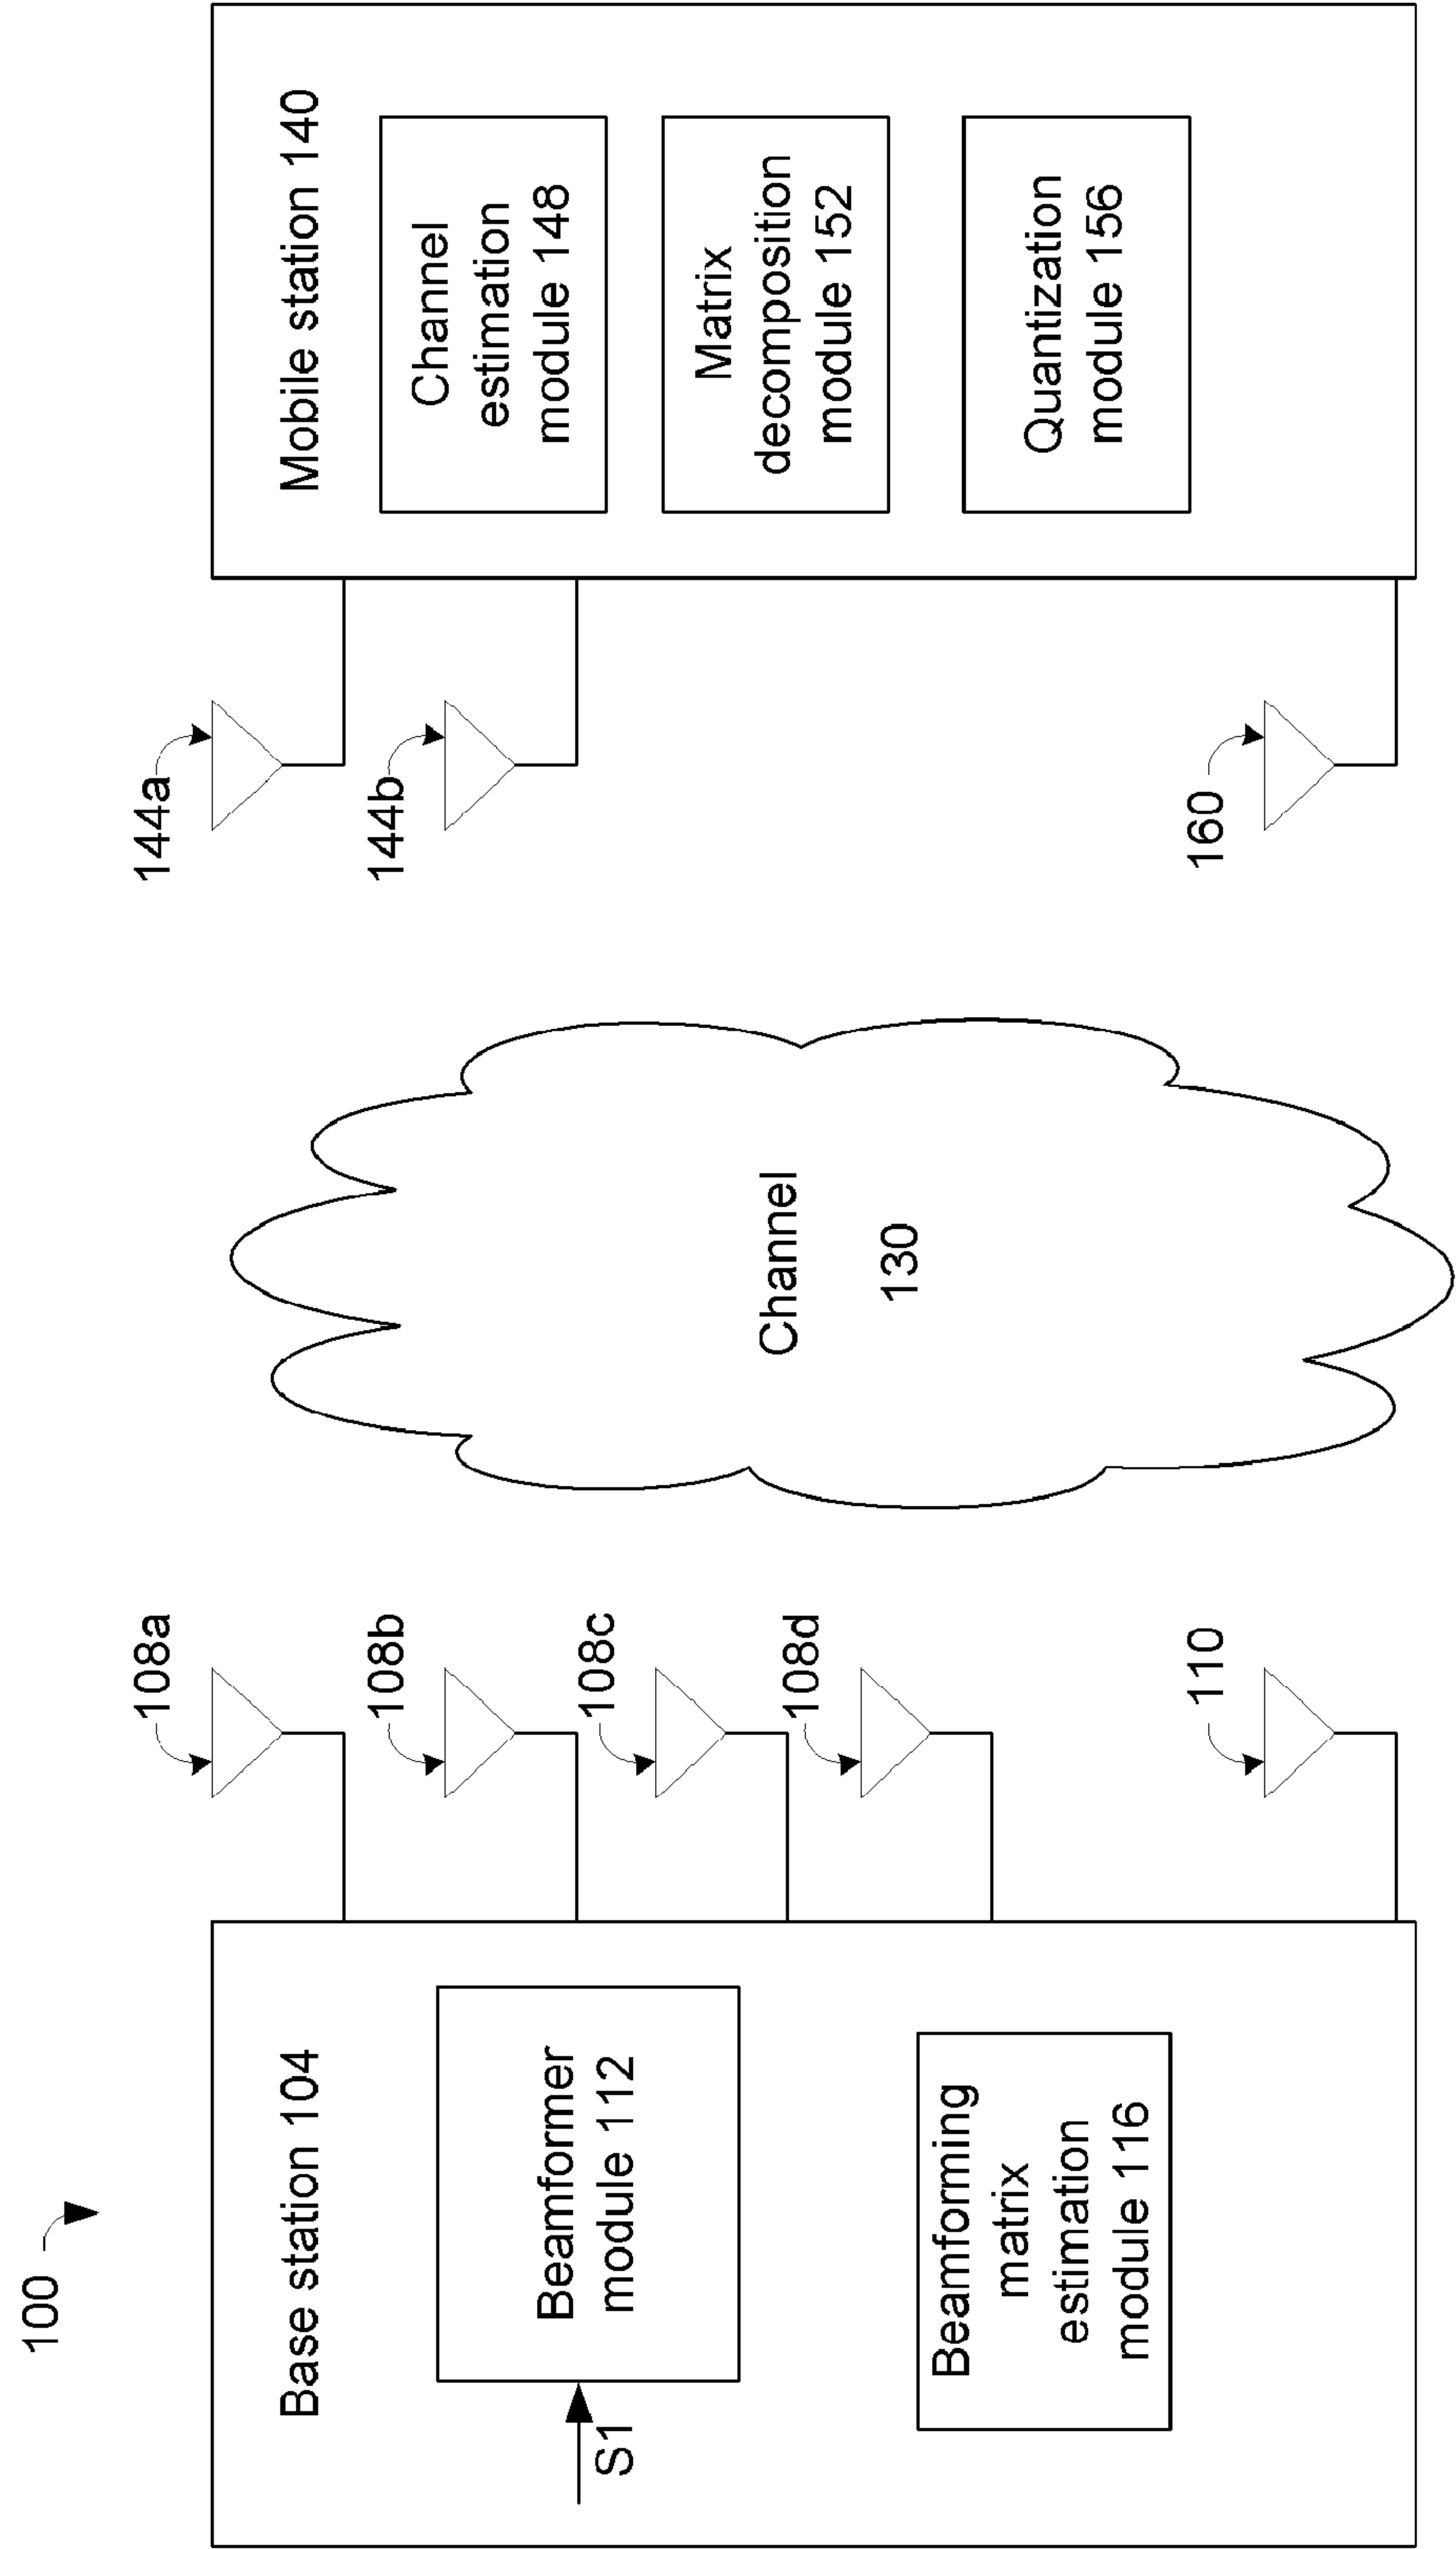 100
Base station 104
Beamformer
module 112
S1
Beamforming
matrix
estimation
module 116
108a
108b
108c
108d
110
Channel
130
144a
144b
160
Mobile station 140
Channel
estimation
module 148
Matrix
decomposition
module 152
Quantization
module 156